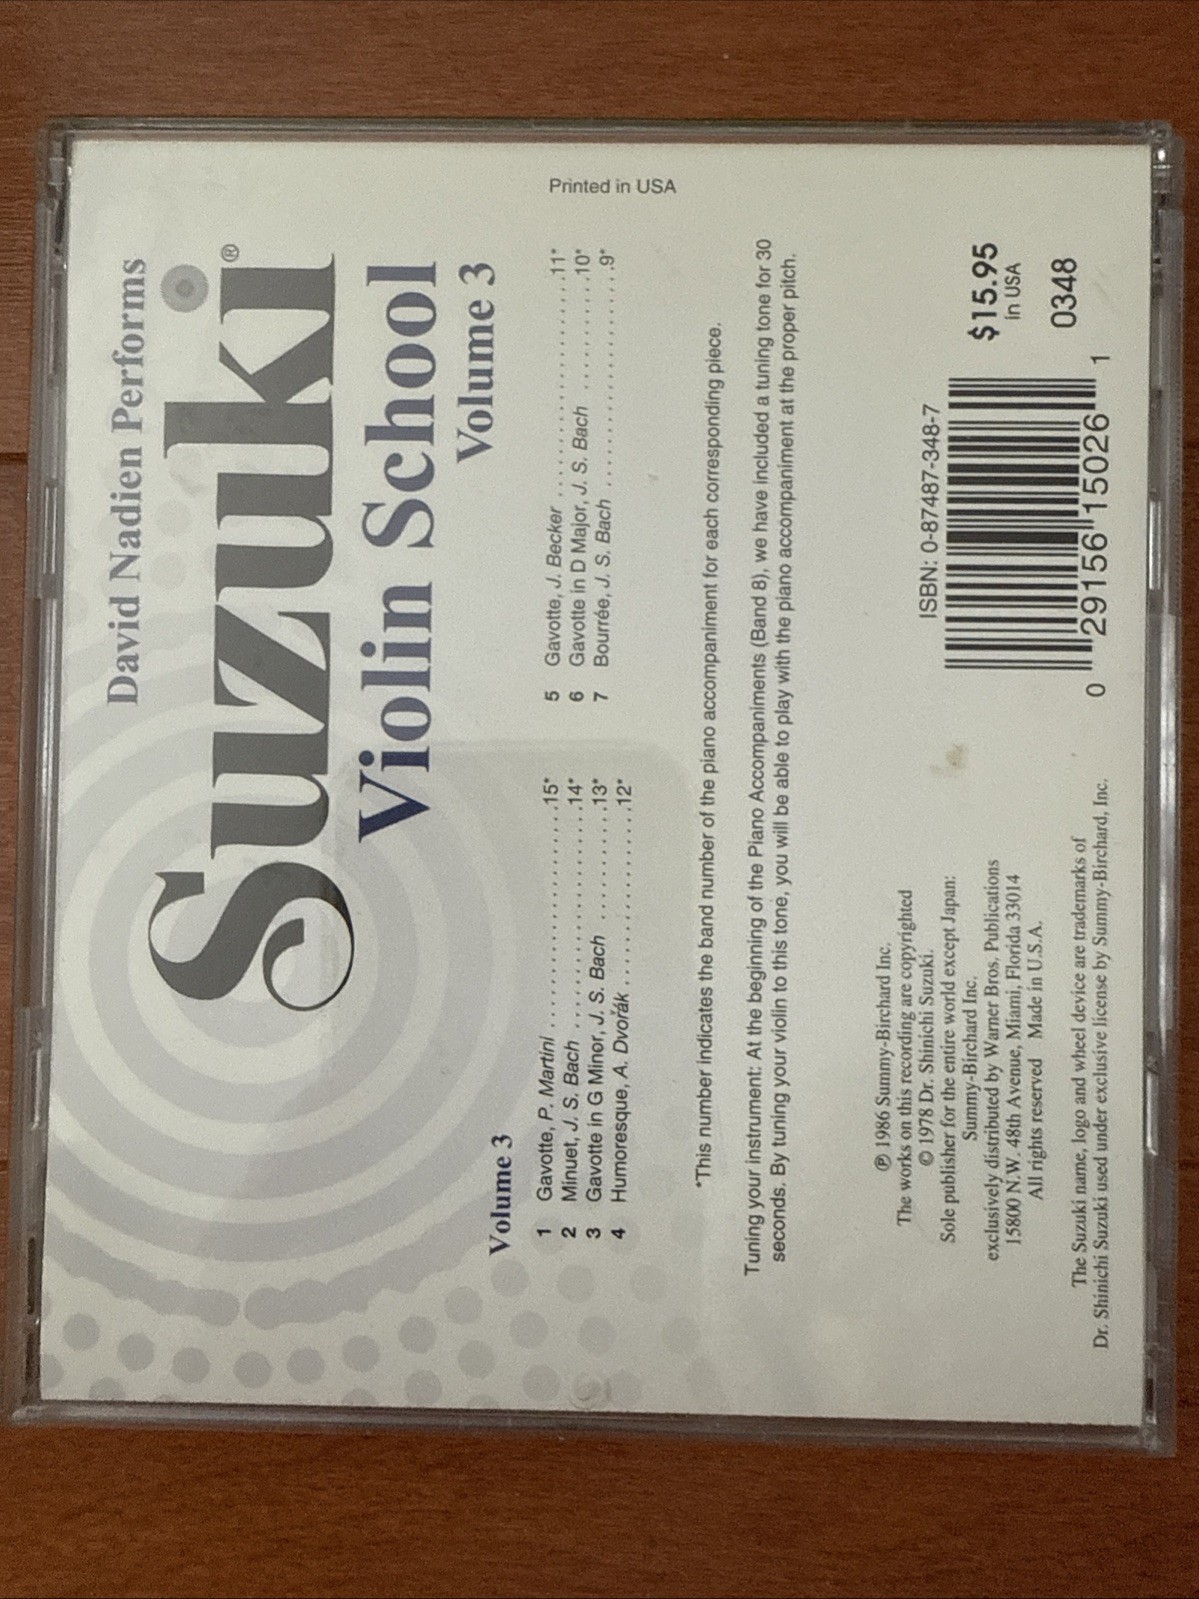 David Nadien Performs
Suzuki®
Violin School
Volume 3
Volume 3
1 Gavotte, P. Martini ..............................15*
2 Minuet, J. S. Bach ..............................14*
3 Gavotte in G Minor, J. S. Bach ..........13*
4 Humoresque, A. Dvořák ......................12*
5 Gavotte, J. Becker ..............................11*
6 Gavotte in D Major, J. S. Bach ..........10*
7 Bourrée, J. S. Bach ..............................9*
Printed in USA
*This number indicates the band number of the piano accompaniment for each corresponding piece.
Tuning your instrument: At the beginning of the Piano Accompaniments (Band 8), we have included a tuning tone for 30
seconds. By tuning your violin to this tone, you will be able to play with the piano accompaniment at the proper pitch.
℗ 1986 Summy-Birchard Inc.
The works on this recording are copyrighted
© 1978 Dr. Shinichi Suzuki.
Sole publisher for the entire world except Japan:
Summy-Birchard Inc.
exclusively distributed by Warner Bros. Publications
15800 N.W. 48th Avenue, Miami, Florida 33014
All rights reserved Made in U.S.A.
The Suzuki name, logo and wheel device are trademarks of
Dr. Shinichi Suzuki used under exclusive license by Summy-Birchard, Inc.
ISBN: 0-87487-348-7
0 29156 15026 1
$15.95
in USA
0348